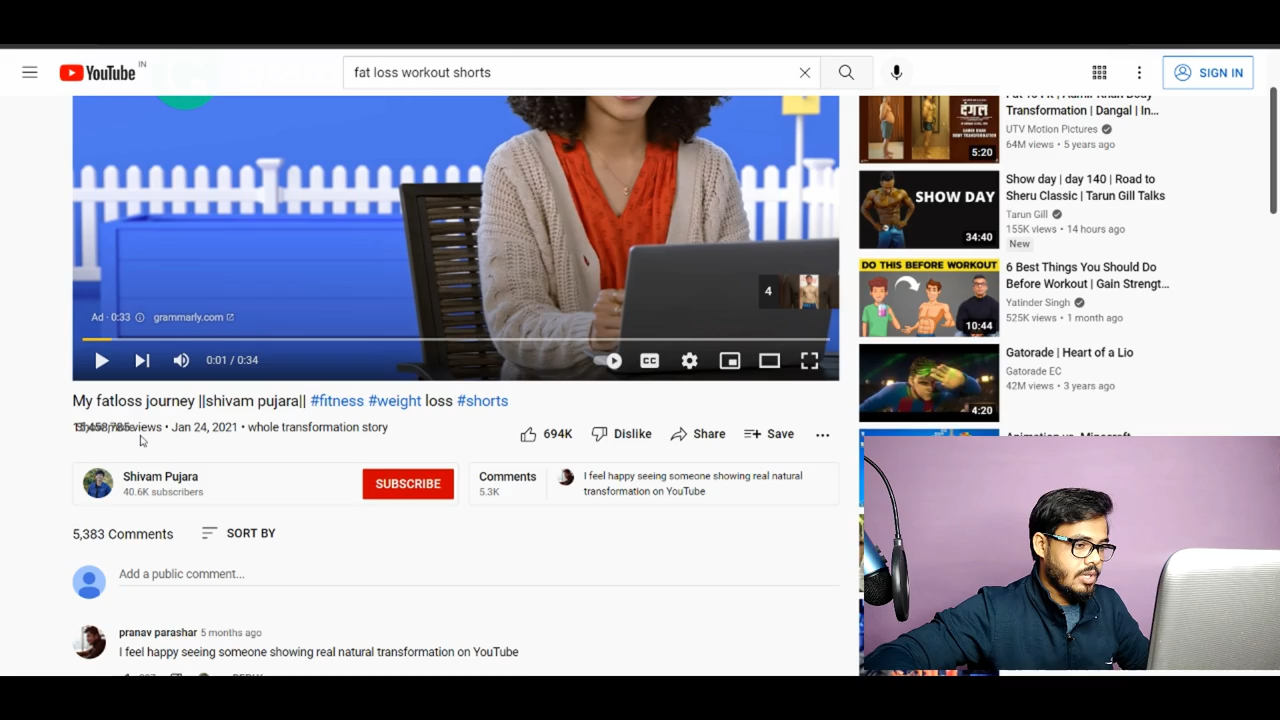 YouTube IN
fat loss workout shorts
SIGN IN
Ad · 0:33 grammarly.com
4
0:01 / 0:34
CC
My fatloss journey ||shivam pujara|| #fitness #weight loss #shorts
views • Jan 24, 2021 • whole transformation story
694K Dislike Share Save
Shivam Pujara
40.6K subscribers
SUBSCRIBE
Comments
5.3K
I feel happy seeing someone showing real natural
transformation on YouTube
5,383 Comments SORT BY
Add a public comment...
pranav parashar 5 months ago
I feel happy seeing someone showing real natural transformation on YouTube
दंगल
5:20
Transformation | Dangal | In...
UTV Motion Pictures
64M views • 5 years ago
SHOW DAY
34:40
Show day | day 140 | Road to
Sheru Classic | Tarun Gill Talks
Tarun Gill
155K views • 14 hours ago
New
DO THIS BEFORE WORKOUT
10:44
6 Best Things You Should Do
Before Workout | Gain Strengt...
Yatinder Singh
525K views • 1 month ago
4:20
Gatorade | Heart of a Lio
Gatorade EC
42M views • 3 years ago